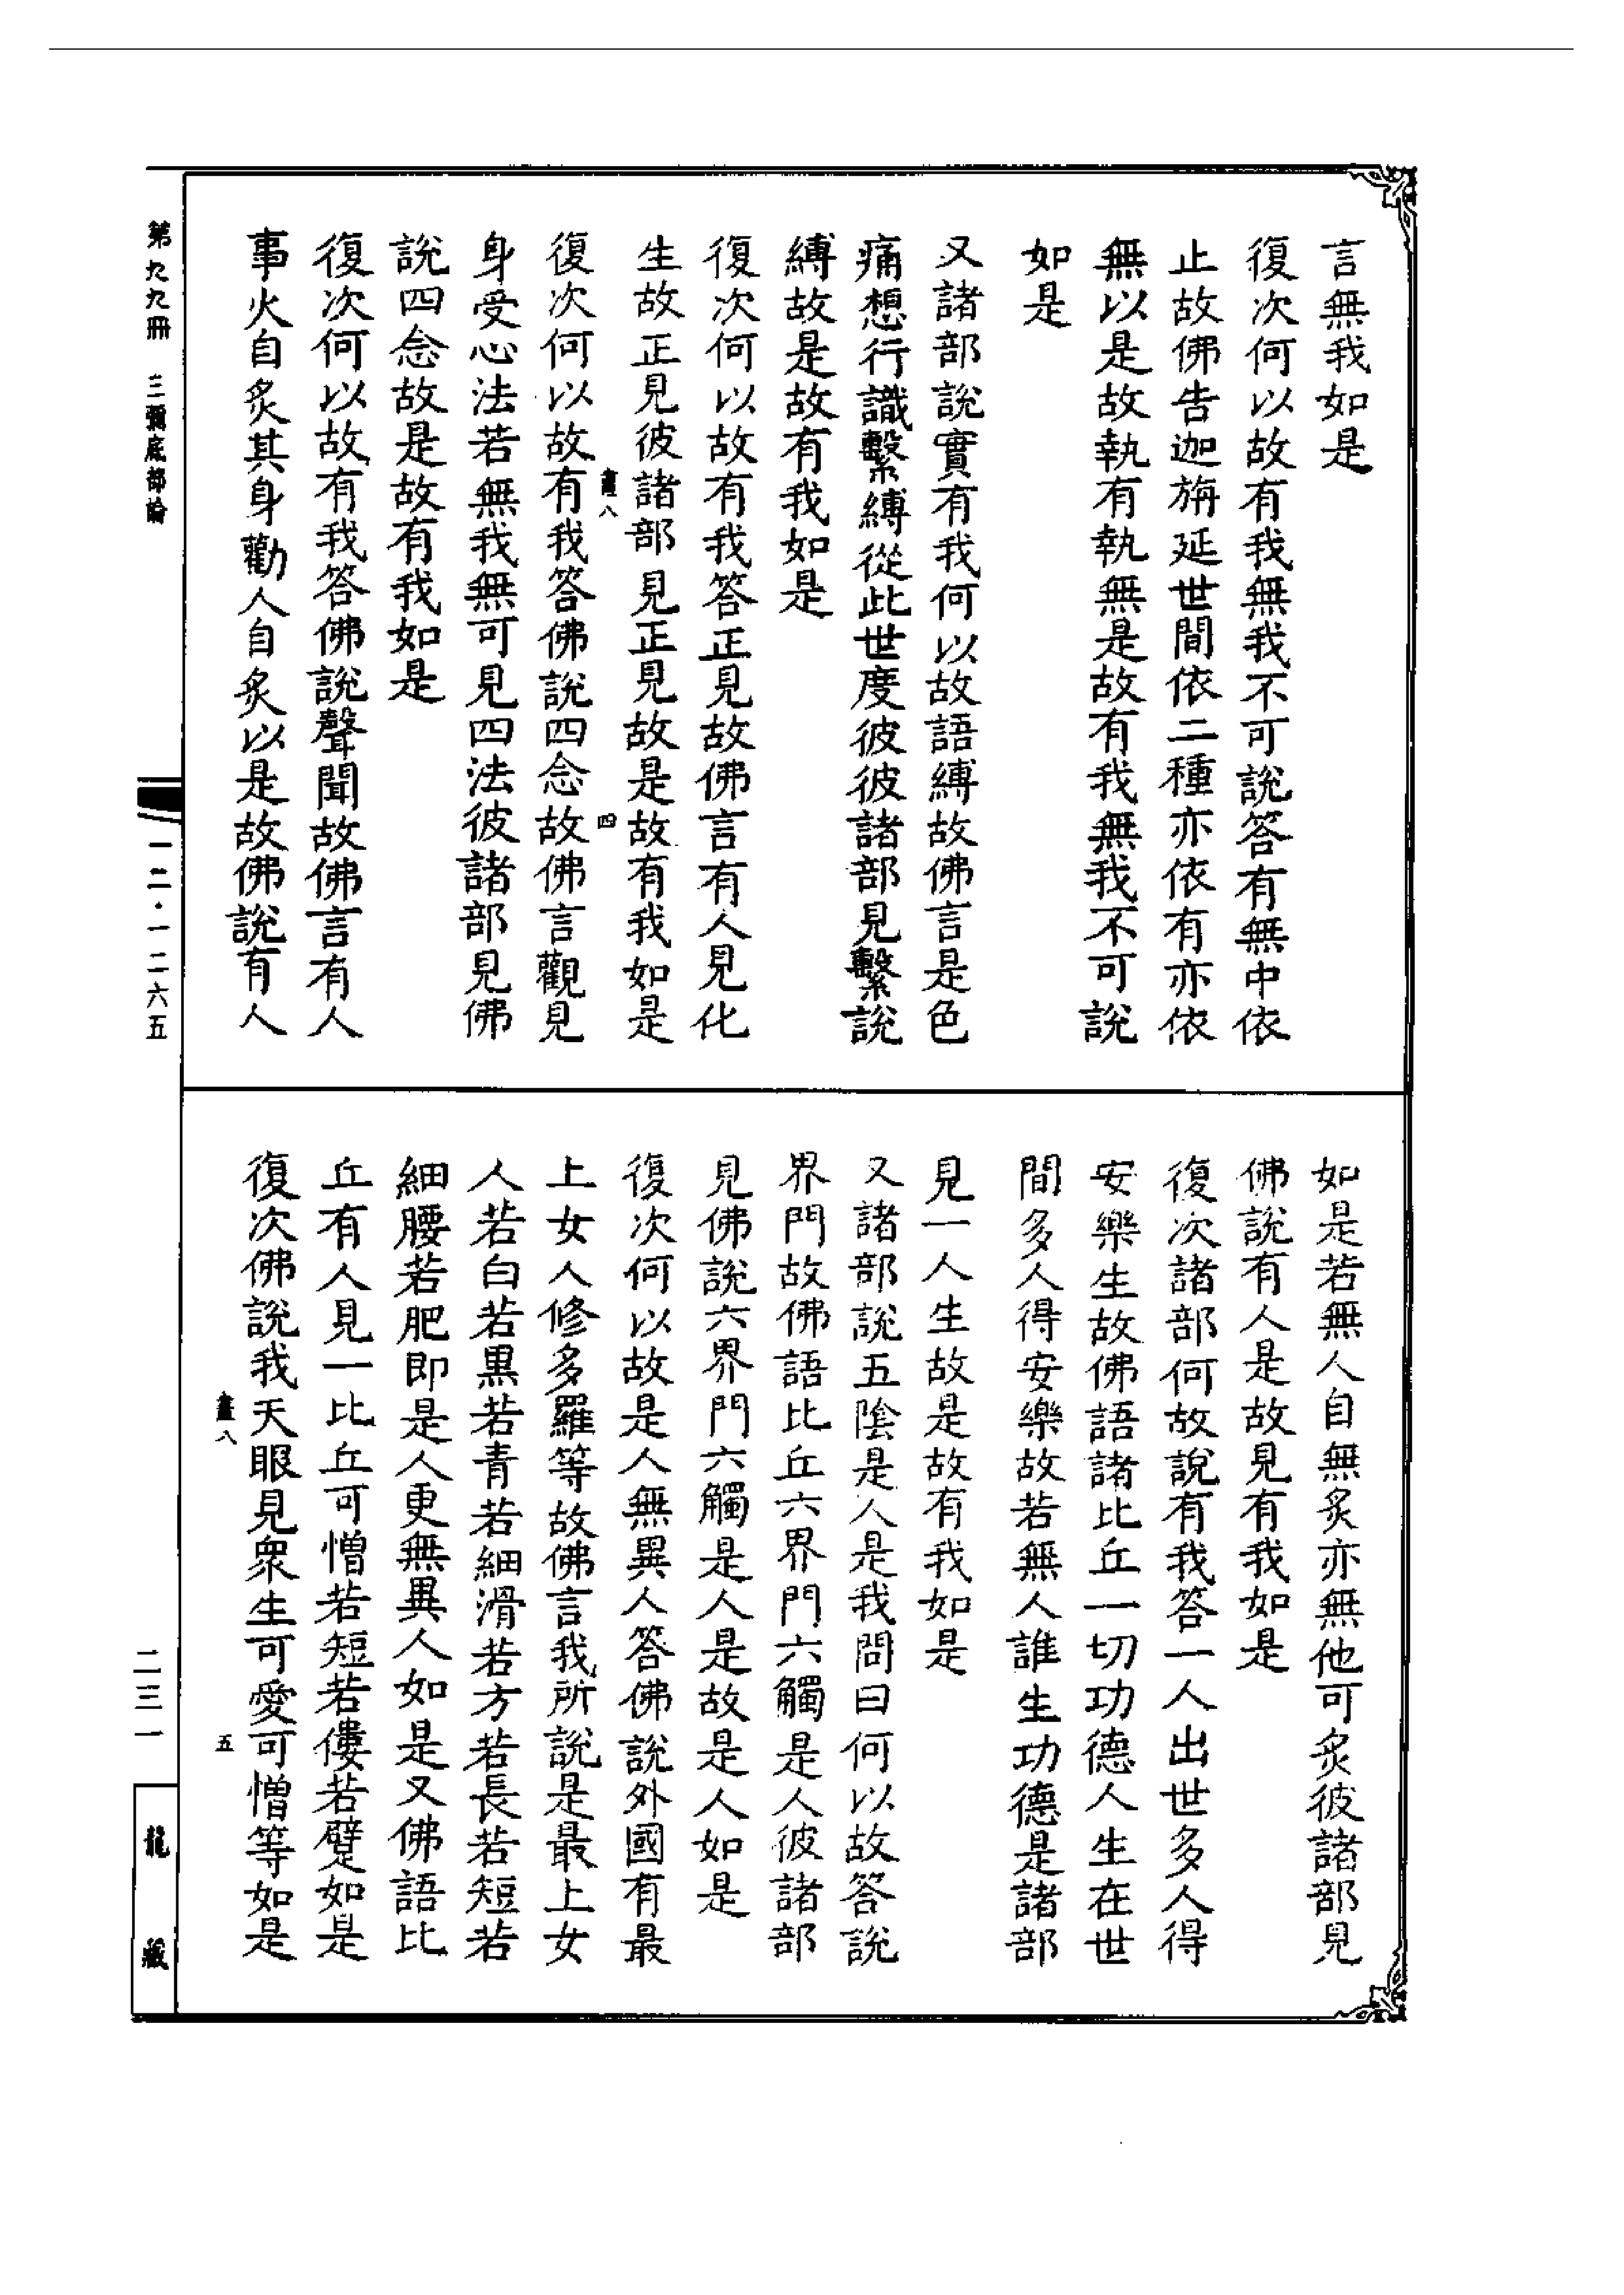 言無我如是
復次何以故有我無我不可說答有無中依
止故佛告迦旃延世間依二種亦依有亦依
無以是故執有執無是故有我無我不可說
如是
又諸部說實有我何以故語縛故佛言是色
痛想行識繫縛從此世度彼彼諸部見繫說
縛故是故有我如是
復次何以故有我答正見故佛言有人見化
生故正見彼諸部見正見故是故有我如是
畫八 四
復次何以故有我答佛說四念故佛言觀見
身受心法若無我無可見四法彼諸部見佛
說四念故是故有我如是
復次何以故有我答佛說聲聞故佛言有人
事火自炙其身勸人自炙以是故佛說有人
如是若無人自無炙亦無他可炙彼諸部見
佛說有人是故見有我如是
復次諸部何故說有我答一人出世多人得
安樂生故佛語諸比丘一切功德人生在世
間多人得安樂故若無人誰生功德是諸部
見一人生故是故有我如是
又諸部說五陰是人是我問曰何以故答說
界門故佛語比丘六界門六觸是人彼諸部
見佛說六界門六觸是人是故是人如是
復次何以故是人無異人答佛說外國有最
上女人修多羅等故佛言我所說是最上女
人若白若黑若青若細滑若方若長若短若
細腰若肥即是人更無異人如是又佛語比
丘有人見一比丘可憎若短若僂若躄如是
復次佛說我天眼見衆生可愛可憎等如是
畫八 五
第九九冊 三彌底部論
一二·一二六五
二三一
龍藏